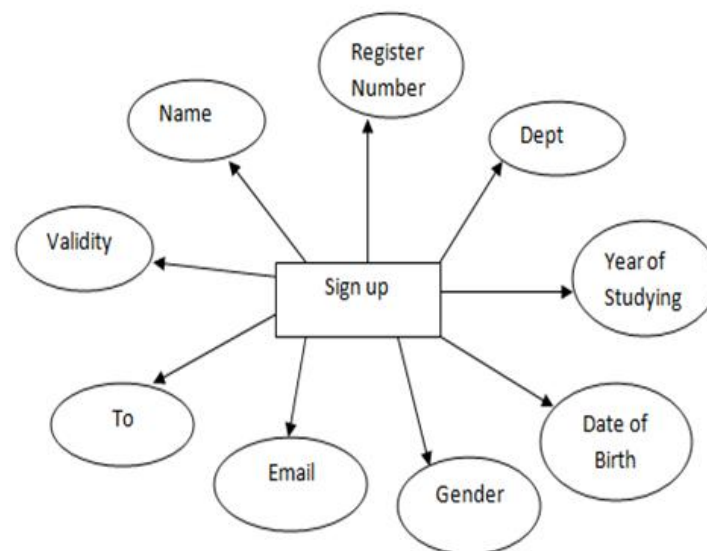 Register
Number
Name
Dept
Validity
Sign up
Year of
Studying
To
Email
Gender
Date of
Birth